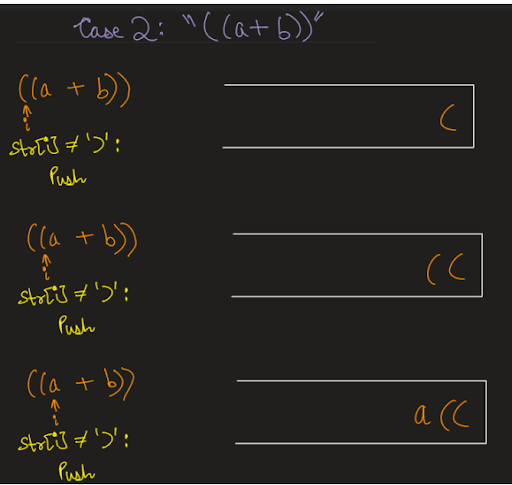 Case 2: "((a+b))"
((a + b))
(
i
str[i] ≠ ')':
Push
((a + b))
((
i
str[i] ≠ ')':
Push
((a + b))
a((
i
str[i] ≠ ')':
Push